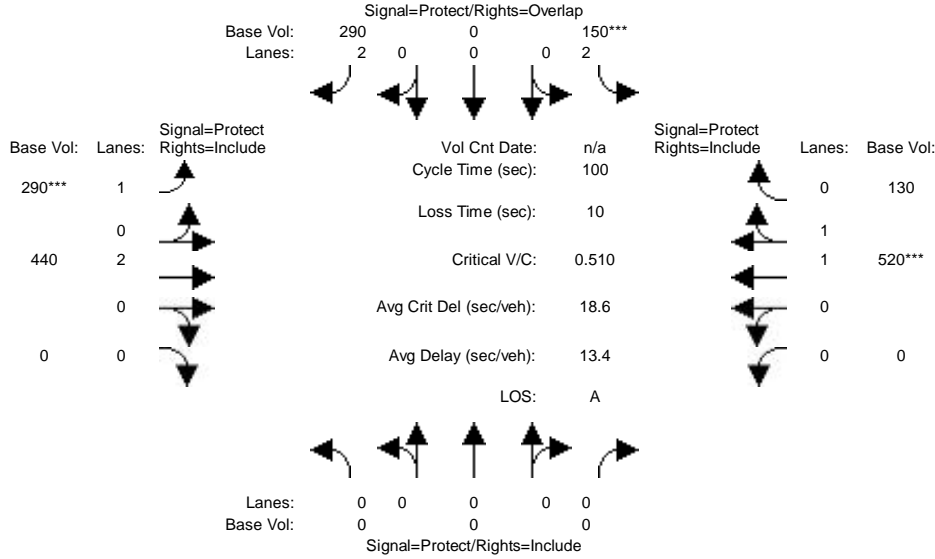 Signal=Protect/Rights=Overlap
Base Vol: 290 0 150***
Lanes: 2 0 0 0 2
Signal=Protect
Rights=Include
Signal=Protect
Rights=Include
Base Vol: Lanes: Vol Cnt Date: n/a Lanes: Base Vol:
Cycle Time (sec): 100
290*** 1 0 130
Loss Time (sec): 10
0 1
440 2 Critical V/C: 0.510 1 520***
0 Avg Crit Del (sec/veh): 18.6 0
0 0 Avg Delay (sec/veh): 13.4 0 0
LOS: A
Lanes: 0 0 0 0 0
Base Vol: 0 0 0
Signal=Protect/Rights=Include